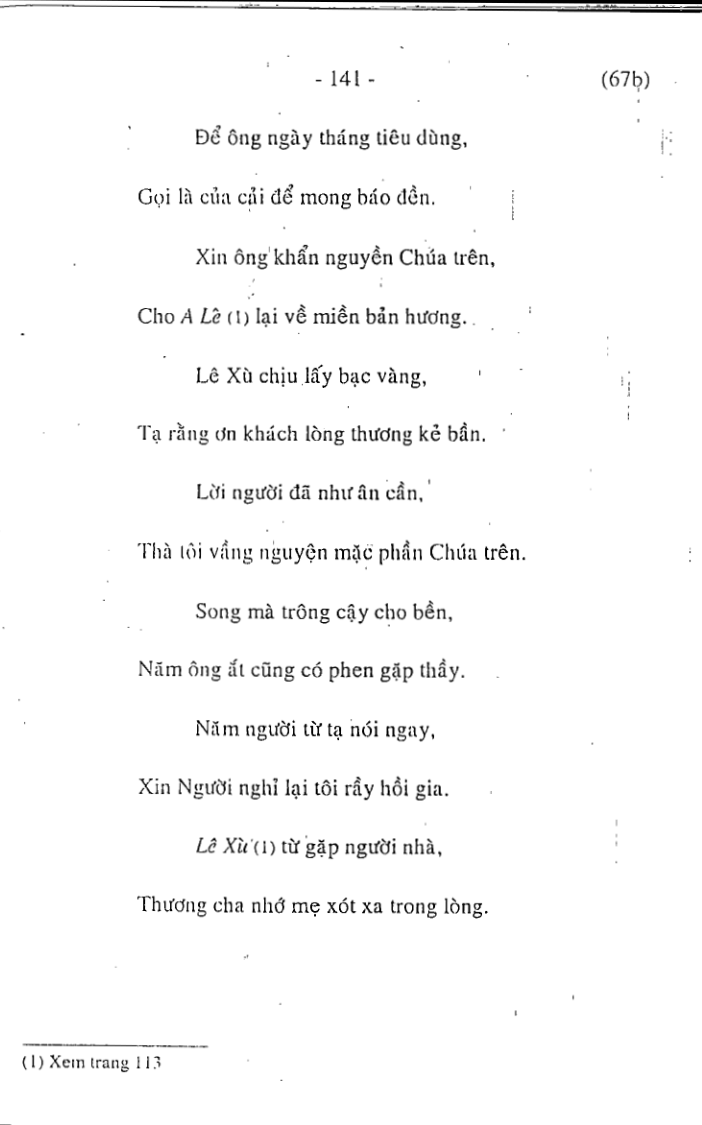 - 141 - (67b)
Để ông ngày tháng tiêu dùng,
Gọi là của cải để mong báo đền.
Xin ông khẩn nguyền Chúa trên,
Cho A Lê (1) lại về miền bản hương.
Lê Xù chịu lấy bạc vàng,
Tạ rằng ơn khách lòng thương kẻ bần.
Lời người đã như ân cần,
Thà tôi vầng nguyện mặc phần Chúa trên.
Song mà trông cậy cho bền,
Năm ông ắt cũng có phen gặp thầy.
Năm người từ tạ nói ngay,
Xin Người nghỉ lại tôi rầy hồi gia.
Lê Xù (1) từ gặp người nhà,
Thương cha nhớ mẹ xót xa trong lòng.
(1) Xem trang 113